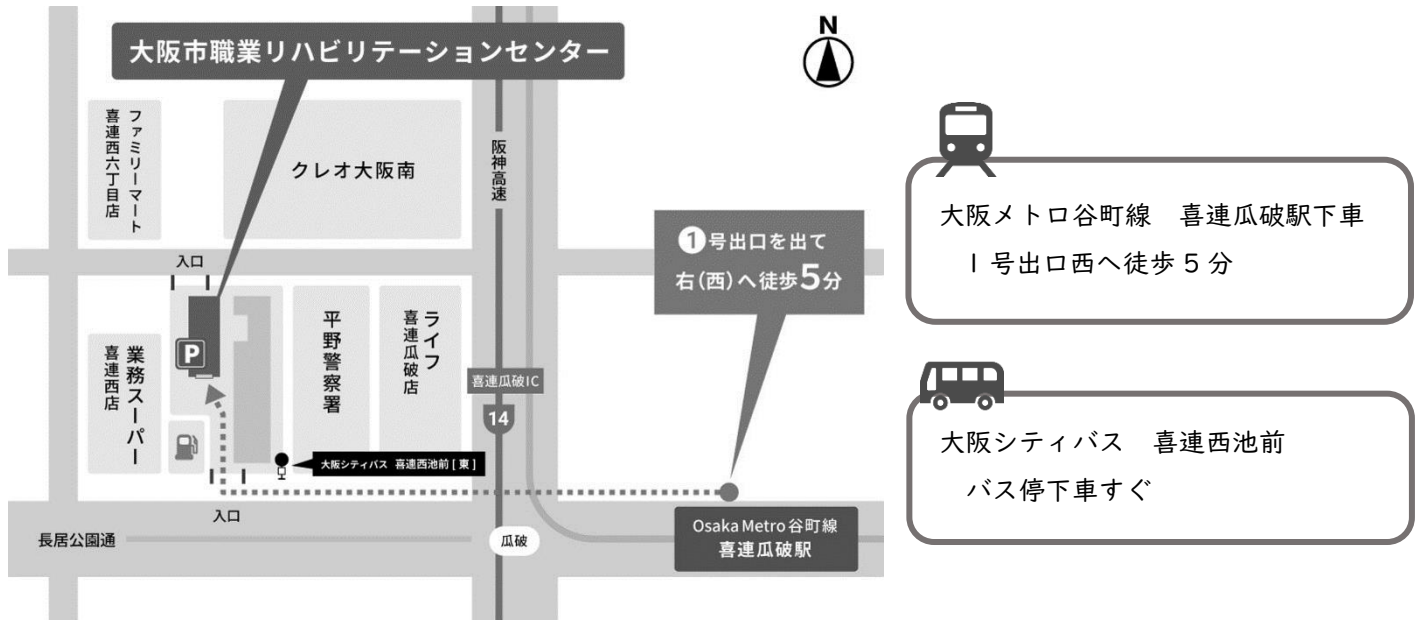 大阪市職業リハビリテーションセンター
N
ファミリーマート
喜連西六丁目店
クレオ大阪南
阪神高速
❶号出口を出て
右(西)へ徒歩5分
入口
P
業務スーパー
喜連西店
平野警察署
ライフ
喜連瓜破店
喜連瓜破IC
14
大阪シティバス 喜連西池前[東]
入口
長居公園通
瓜破
Osaka Metro 谷町線
喜連瓜破駅
大阪メトロ谷町線 喜連瓜破駅下車
1号出口西へ徒歩5分
大阪シティバス 喜連西池前
バス停下車すぐ